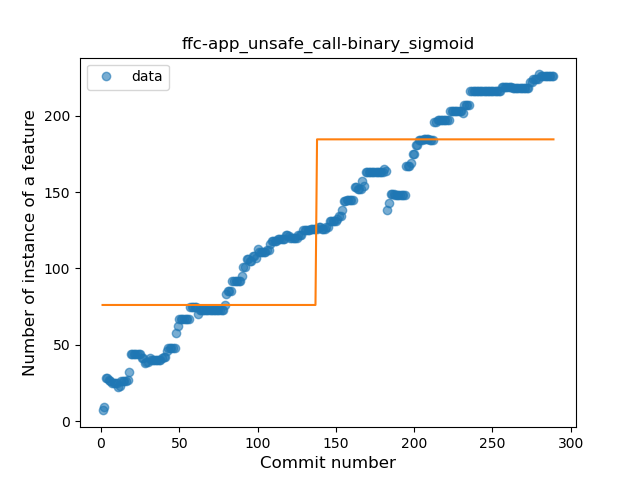 ffc-app_unsafe_call-binary_sigmoid
data
Number of instance of a feature
200
150
100
50
0
0 50 100 150 200 250 300
Commit number